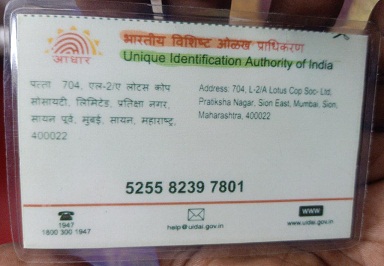 भारतीय विशिष्ट ओळख प्राधिकरण
Unique Identification Authority of India
आधार
पत्ता 704, एल-2/ए लोटस कोप
सोसायटी, लिमिटेड, प्रतिक्षा नगर,
सायन पूर्व, मुंबई, सायन, महाराष्ट्र,
400022
Address: 704, L-2/A Lotus Cop Soc- Ltd,
Pratiksha Nagar, Sion East, Mumbai, Sion,
Maharashtra, 400022
5255 8239 7801
1947
1800 300 1947
help@uidai.gov.in
WWW
www.uidai.gov.in